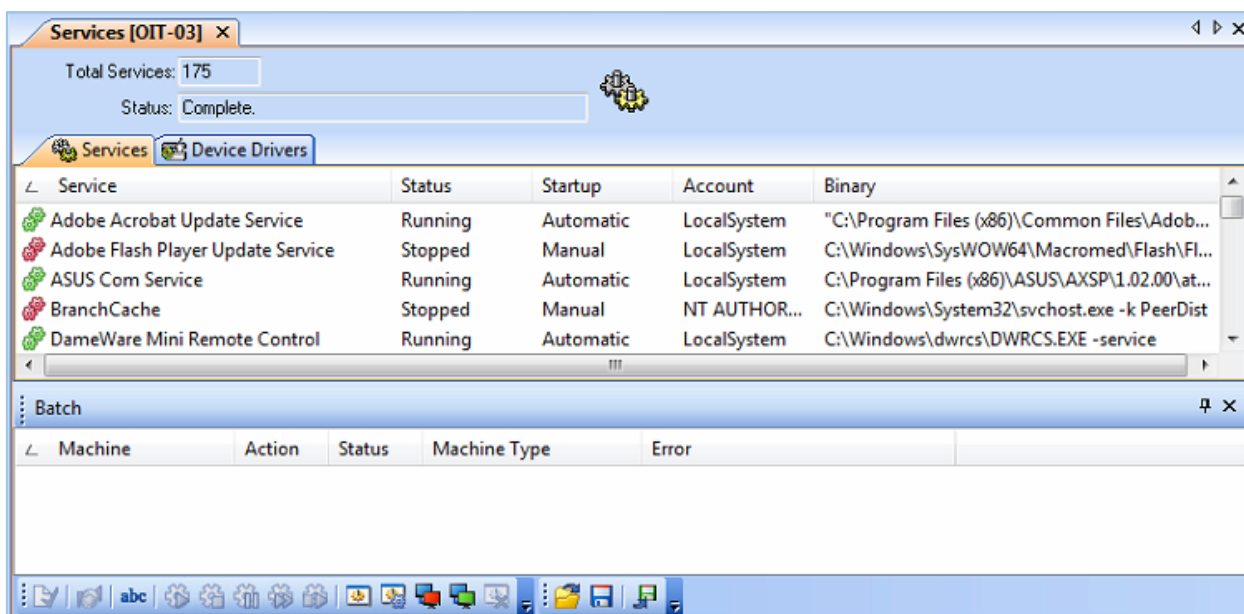 Services [OIT-03]
Total Services: 175
Status: Complete.
Services Device Drivers
Service Status Startup Account Binary
Adobe Acrobat Update Service Running Automatic LocalSystem "C:\Program Files (x86)\Common Files\Adob...
Adobe Flash Player Update Service Stopped Manual LocalSystem C:\Windows\SysWOW64\Macromed\Flash\Fl...
ASUS Com Service Running Automatic LocalSystem C:\Program Files (x86)\ASUS\AXSP\1.02.00\at...
BranchCache Stopped Manual NT AUTHOR... C:\Windows\System32\svchost.exe -k PeerDist
DameWare Mini Remote Control Running Automatic LocalSystem C:\Windows\dwrcs\DWRCS.EXE -service
Batch
Machine Action Status Machine Type Error
abc